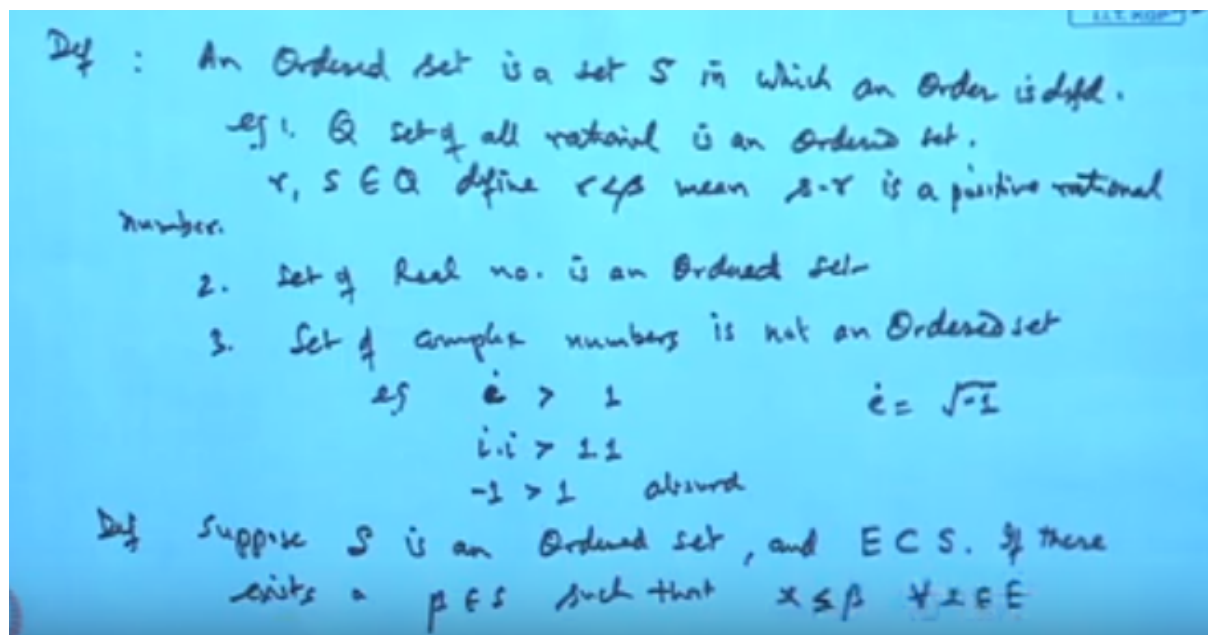 I.I.T. KGP
Def : An Ordered set is a set S in which an Order is defd.
eg 1. Q set of all rational is an Ordered set.
r, s ∈ Q define r < s mean s-r is a positive rational
number.
2. Set of Real no. is an Ordered set
3. Set of complex numbers is not an Ordered set
eg i > 1 i = √-1
i.i > 1.1
-1 > 1 absurd
Def Suppose S is an Ordered set, and E ⊂ S. If there
exists a β ∈ S such that x ≤ β ∀ x ∈ E